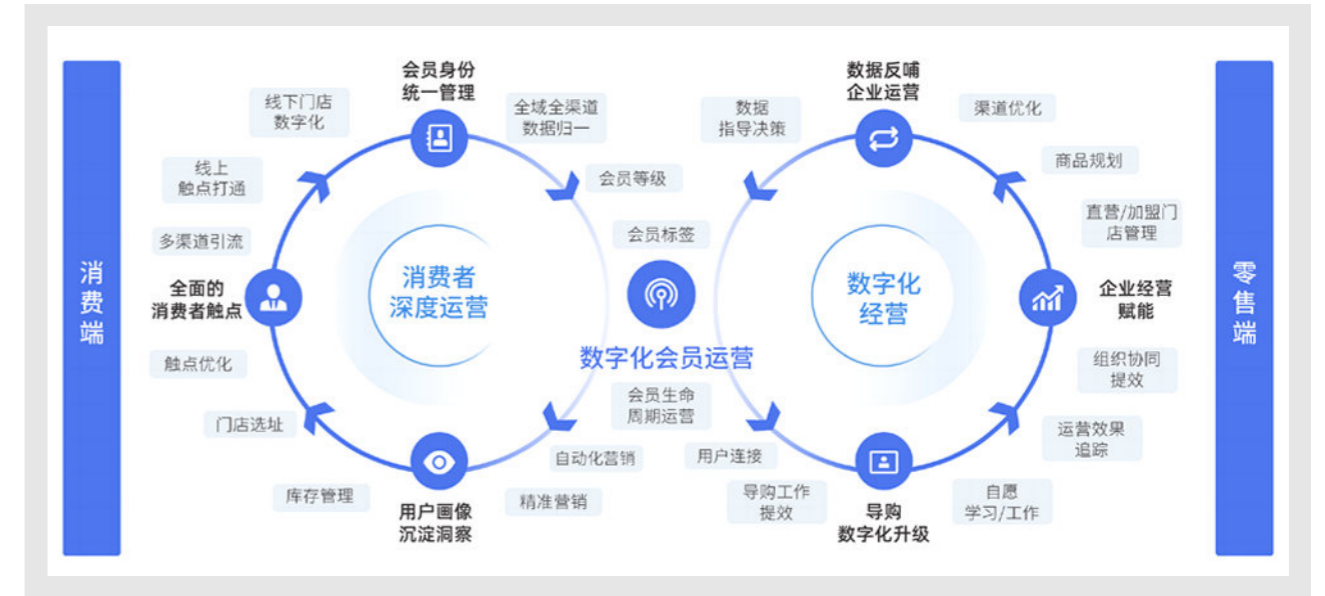 消费端
会员身份
统一管理
线下门店
数字化
全域全渠道
数据归一
线上
触点打通
会员等级
多渠道引流
会员标签
全面的
消费者触点
消费者
深度运营
数字化会员运营
触点优化
会员生命
周期运营
门店选址
自动化营销
库存管理
精准营销
用户画像
沉淀洞察
数据反哺
企业运营
数据
指导决策
渠道优化
商品规划
直营/加盟门
店管理
数字化
经营
企业经营
赋能
组织协同
提效
运营效果
追踪
用户连接
导购工作
提效
自愿
学习/工作
导购
数字化升级
零售端